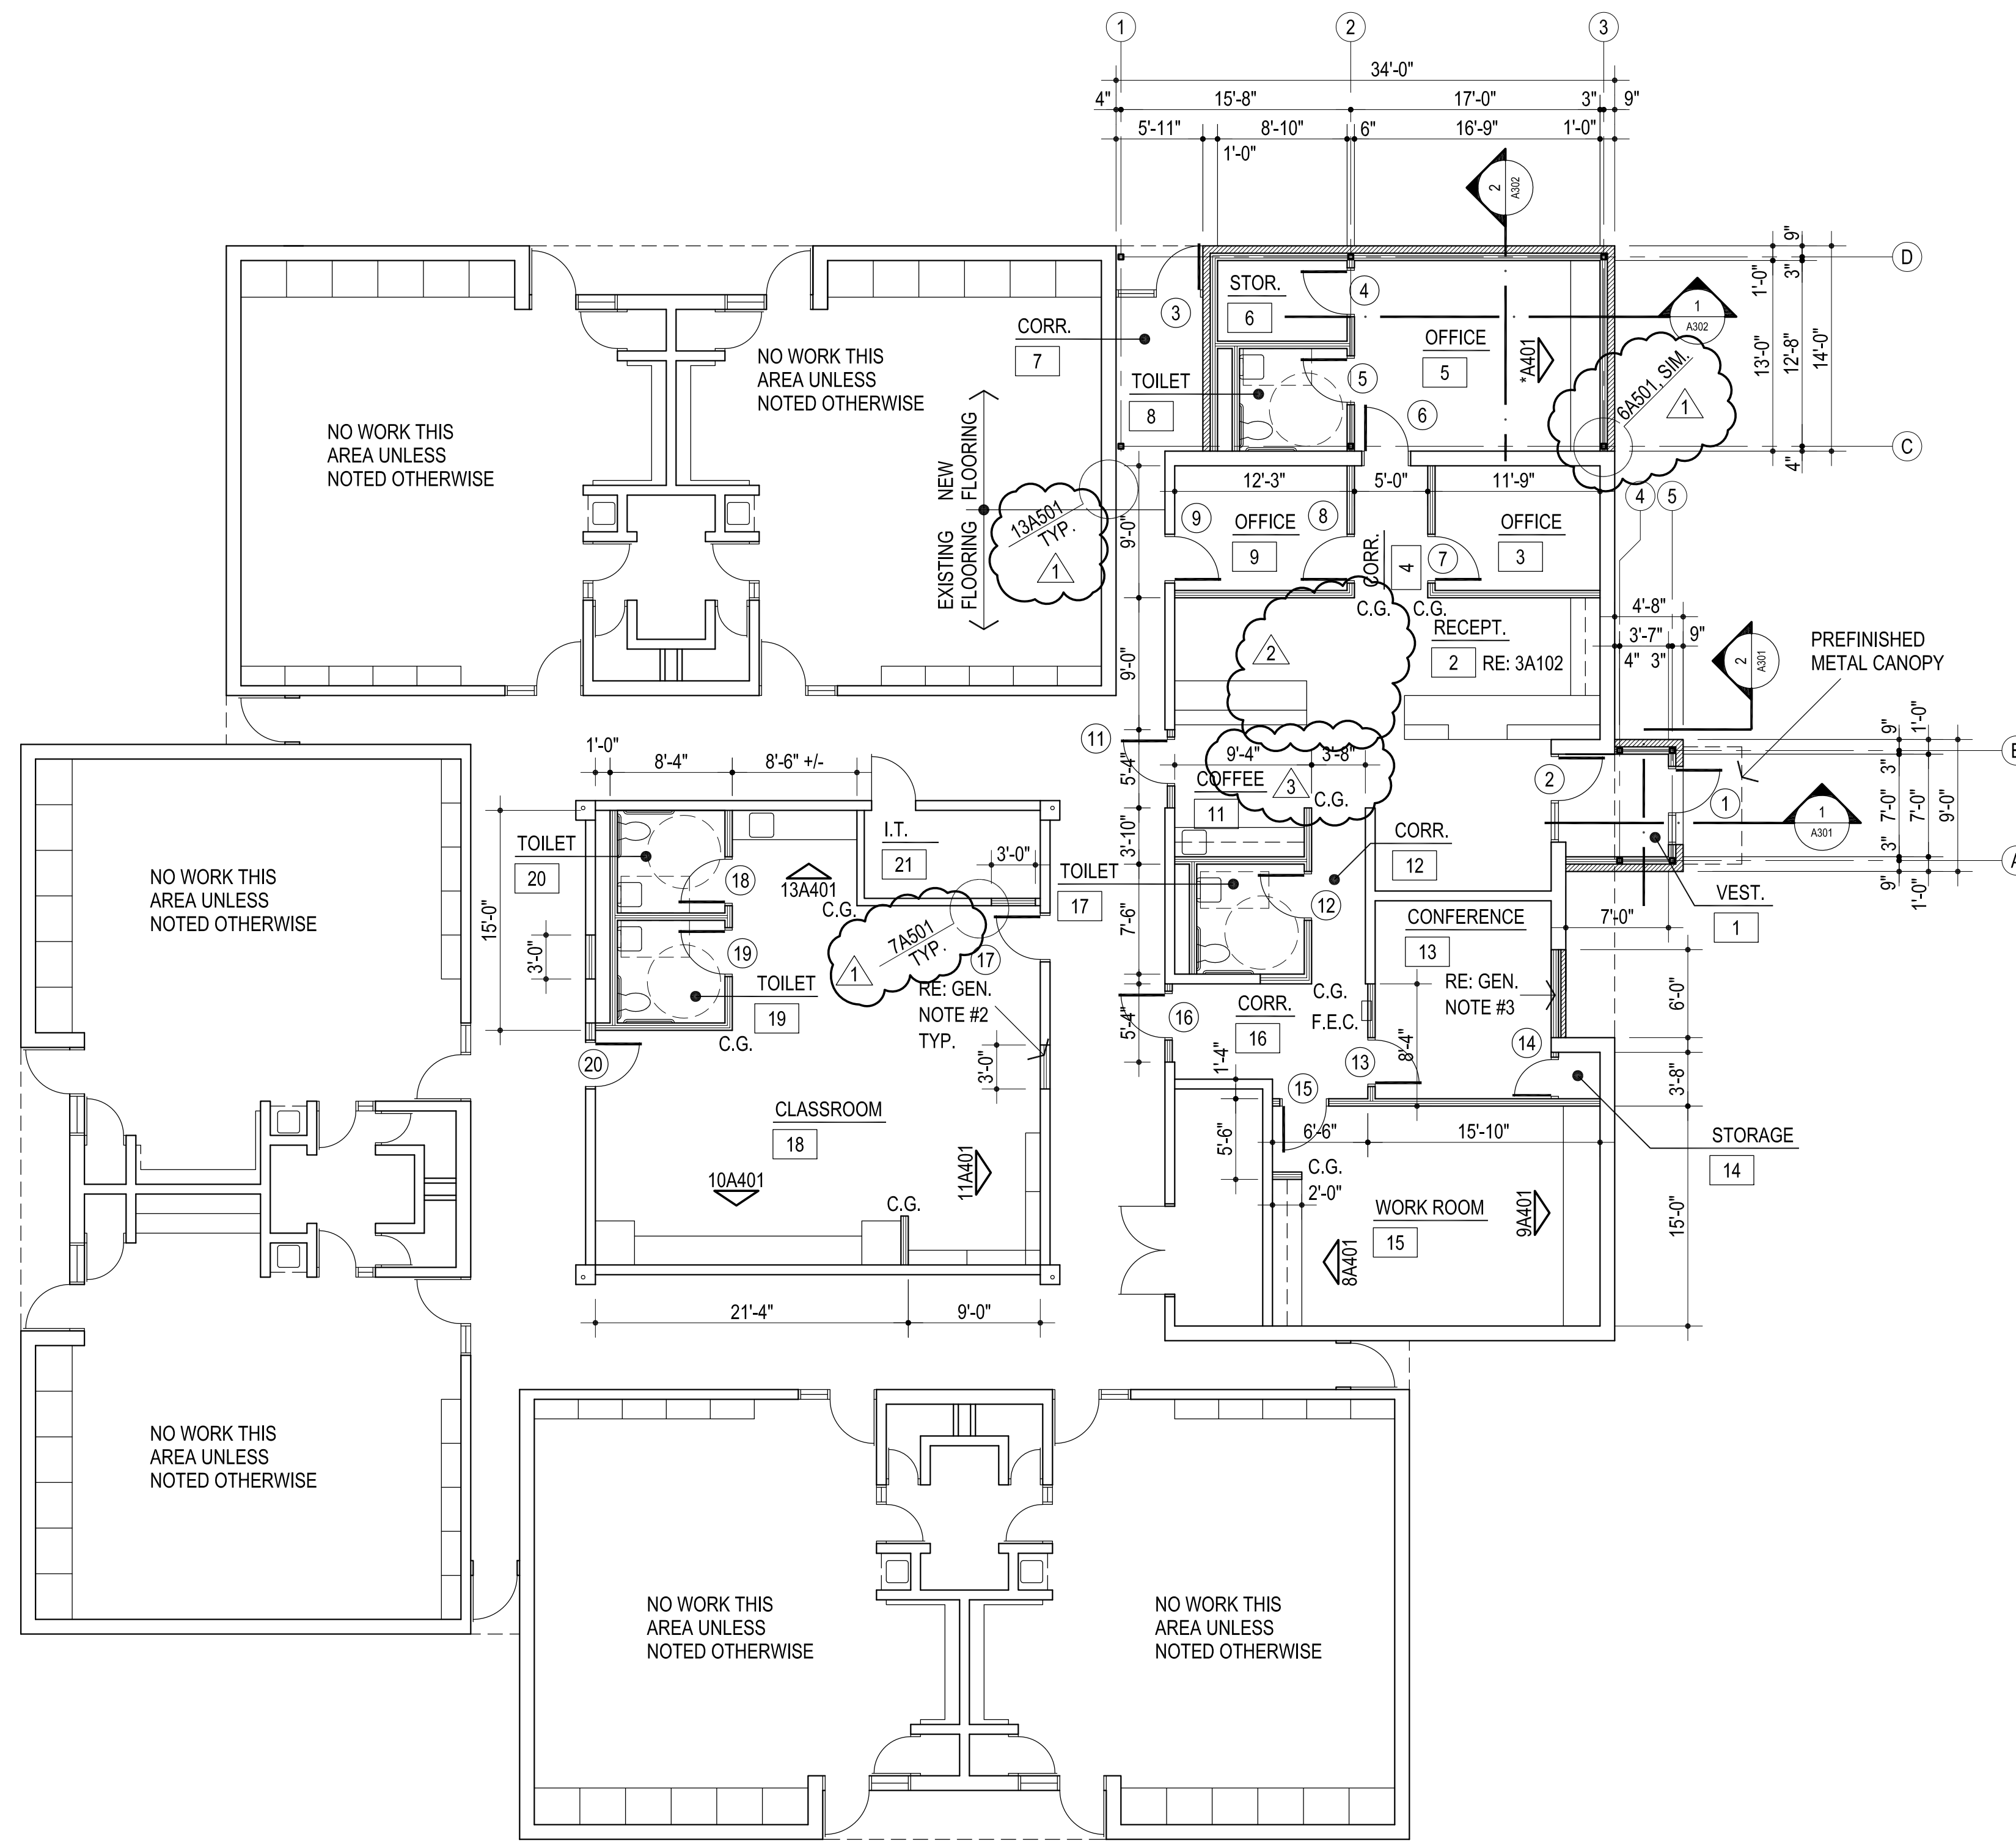 1
2
3
34'-0"
4"
15'-8"
17'-0"
3"
9"
5'-11"
8'-10"
6"
16'-9"
1'-0"
1'-0"
2
A302
D
9"
3"
1'-0"
13'-0"
12'-8"
14'-0"
4"
C
1
A302
STOR.
6
4
3
CORR.
7
OFFICE
5
*A401
6A501, SIM.
1
TOILET
8
5
6
NO WORK THIS
AREA UNLESS
NOTED OTHERWISE
NO WORK THIS
AREA UNLESS
NOTED OTHERWISE
NEW
FLOORING
EXISTING
FLOORING
13A501
TYP.
1
12'-3"
5'-0"
11'-9"
9'-0"
9
OFFICE
9
8
CORR.
4
7
OFFICE
3
4
5
C.G.
C.G.
9'-0"
2
RECEPT.
2
RE: 3A102
4'-8"
3'-7"
9"
4"
3"
2
A301
PREFINISHED
METAL CANOPY
11
5'-4"
9'-4"
3'-8"
COFFEE
11
3
C.G.
2
1
9"
1'-0"
3"
7'-0"
7'-0"
9'-0"
3"
9"
1'-0"
A
1
A301
3'-10"
CORR.
12
VEST.
1
7'-0"
TOILET
17
12
7'-6"
1'-0"
8'-4"
8'-6" +/-
TOILET
20
15'-0"
3'-0"
18
13A401
I.T.
21
3'-0"
C.G.
7A501
TYP.
1
17
19
TOILET
19
C.G.
RE: GEN.
NOTE #2
TYP.
3'-0"
20
CLASSROOM
18
10A401
11A401
C.G.
21'-4"
9'-0"
CONFERENCE
13
RE: GEN.
NOTE #3
6'-0"
C.G.
F.E.C.
CORR.
16
16
5'-4"
1'-4"
8'-4"
13
14
15
3'-8"
5'-6"
6'-6"
15'-10"
STORAGE
14
C.G.
2'-0"
WORK ROOM
15
8A401
9A401
15'-0"
NO WORK THIS
AREA UNLESS
NOTED OTHERWISE
NO WORK THIS
AREA UNLESS
NOTED OTHERWISE
NO WORK THIS
AREA UNLESS
NOTED OTHERWISE
NO WORK THIS
AREA UNLESS
NOTED OTHERWISE